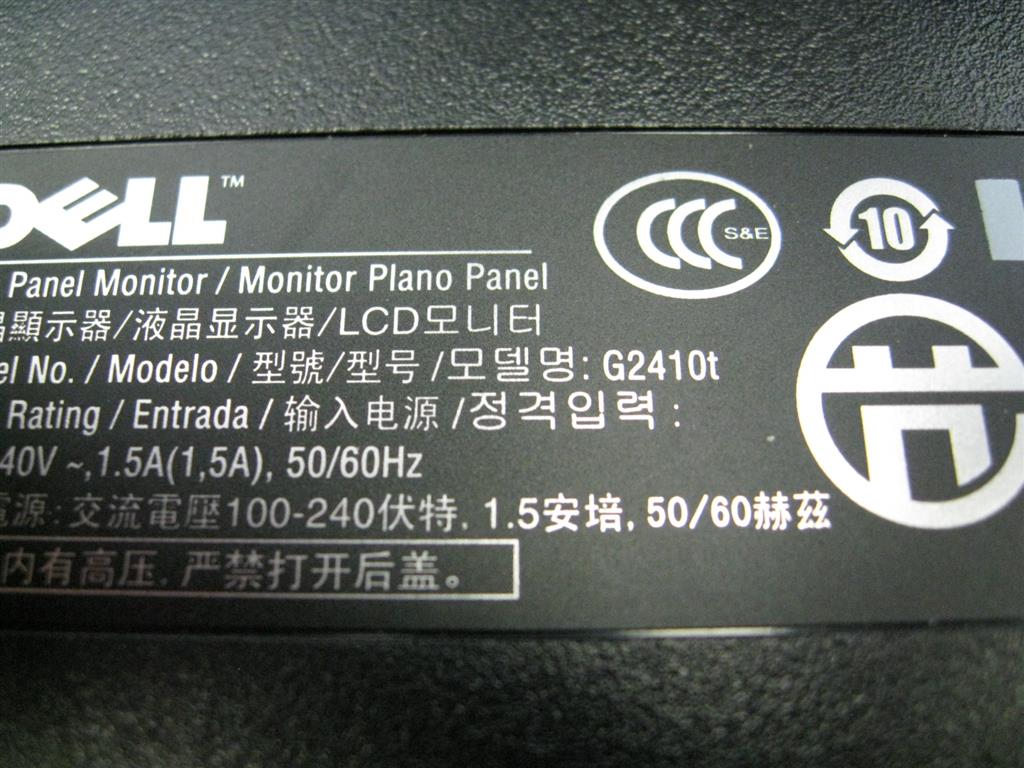 DELL™
CCC S&E
10
Panel Monitor / Monitor Plano Panel
顯示器/液晶显示器/LCD모니터
No. / Modelo / 型號/型号 /모델명: G2410t
Rating / Entrada / 输入电源 /정격입력 :
40V ~,1.5A(1,5A), 50/60Hz
電源: 交流電壓100-240伏特, 1.5安培, 50/60赫茲
内有高压, 严禁打开后盖。